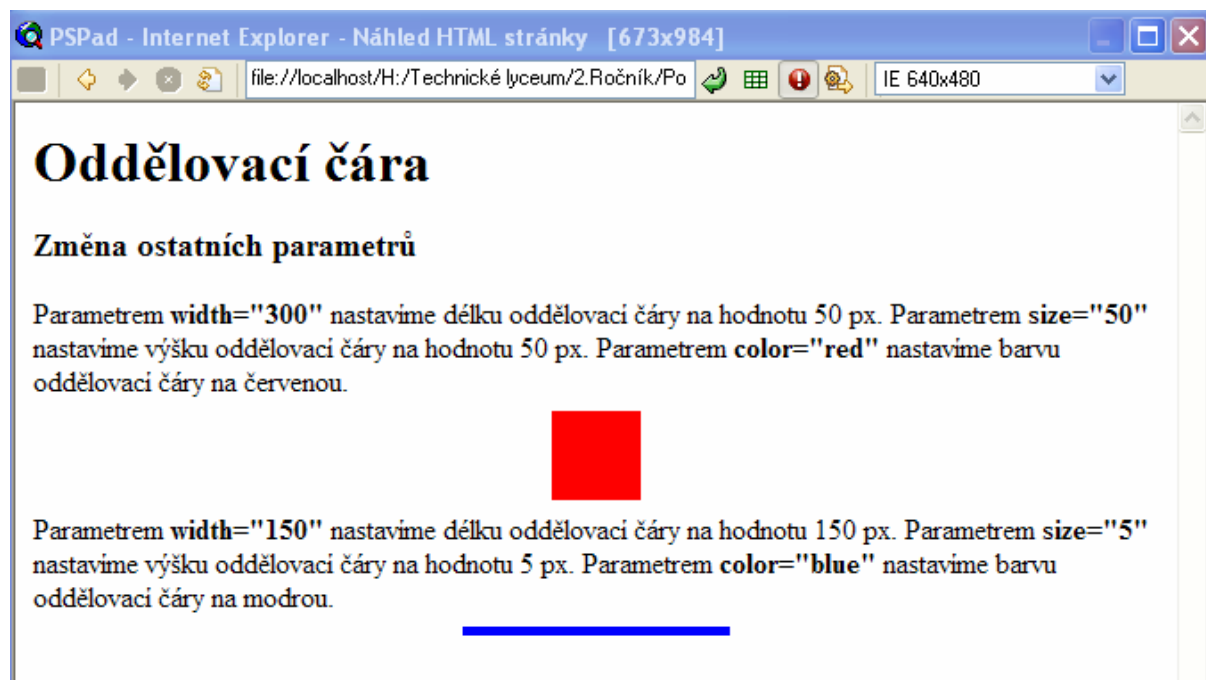 PSPad - Internet Explorer - Náhled HTML stránky [673x984]
file://localhost/H:/Technické lyceum/2.Ročník/Po
IE 640x480
Oddělovací čára
Změna ostatních parametrů
Parametrem width="300" nastavíme délku oddělovací čáry na hodnotu 50 px. Parametrem size="50"
nastavíme výšku oddělovací čáry na hodnotu 50 px. Parametrem color="red" nastavíme barvu
oddělovací čáry na červenou.
Parametrem width="150" nastavíme délku oddělovací čáry na hodnotu 150 px. Parametrem size="5"
nastavíme výšku oddělovací čáry na hodnotu 5 px. Parametrem color="blue" nastavíme barvu
oddělovací čáry na modrou.